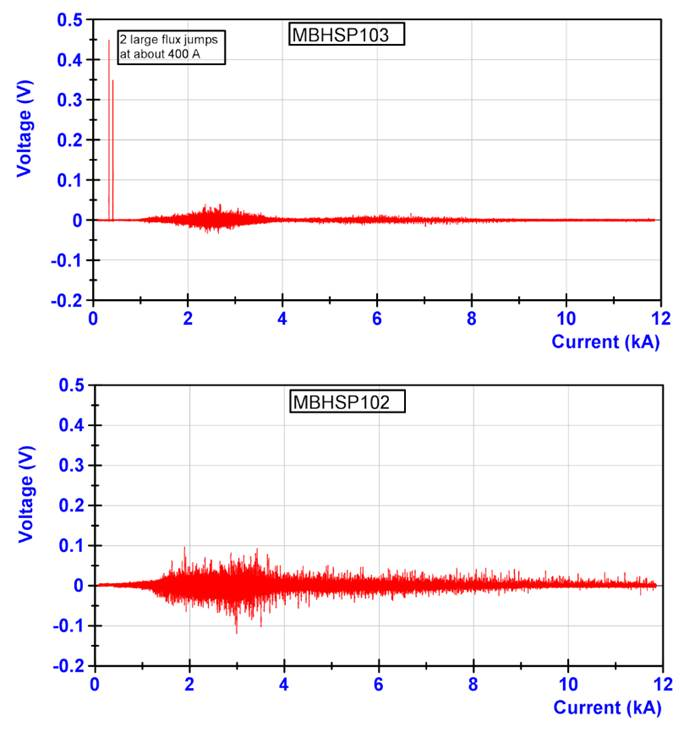 MBHSP103
2 large flux jumps
at about 400 A
Voltage (V)
0.5
0.4
0.3
0.2
0.1
0
-0.1
-0.2
0 2 4 6 8 10 12
Current (kA)
MBHSP102
Voltage (V)
0.5
0.4
0.3
0.2
0.1
0
-0.1
-0.2
0 2 4 6 8 10 12
Current (kA)